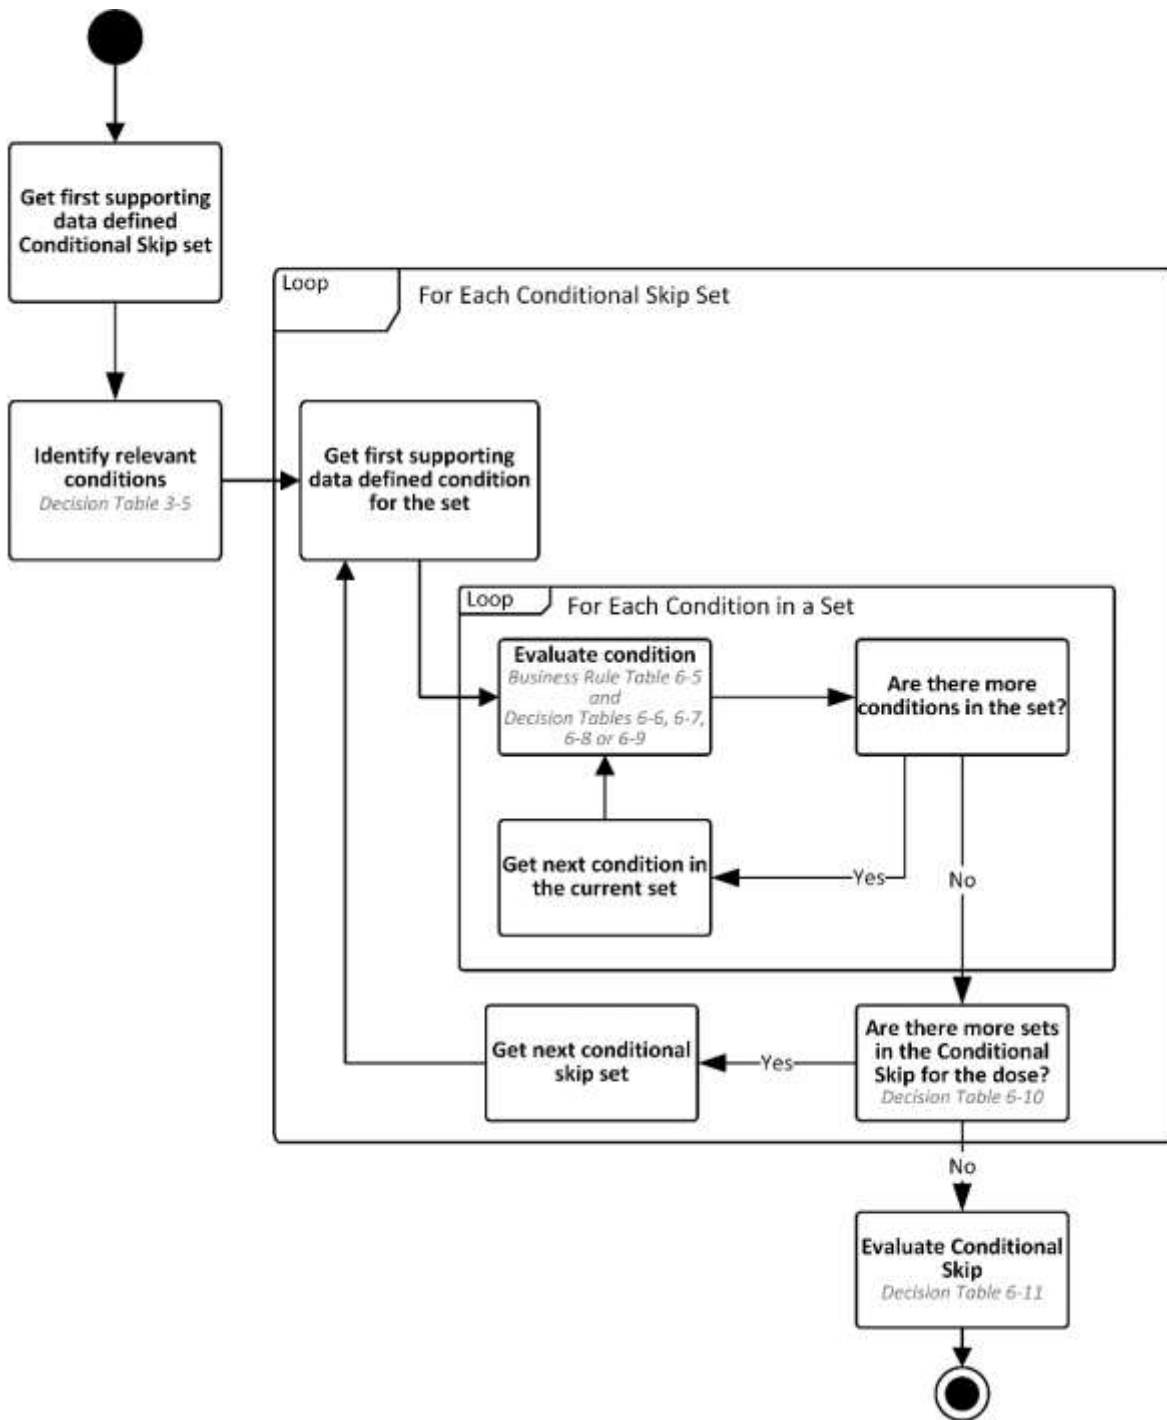 Get first supporting
data defined
Conditional Skip set
Loop
For Each Conditional Skip Set
Identify relevant
conditions
Decision Table 3-5
Get first supporting
data defined condition
for the set
Loop
For Each Condition in a Set
Evaluate condition
Business Rule Table 6-5
and
Decision Tables 6-6, 6-7,
6-8 or 6-9
Are there more
conditions in the set?
Get next condition in
the current set
Yes
No
Get next conditional
skip set
Yes
Are there more sets
in the Conditional
Skip for the dose?
Decision Table 6-10
No
Evaluate Conditional
Skip
Decision Table 6-11